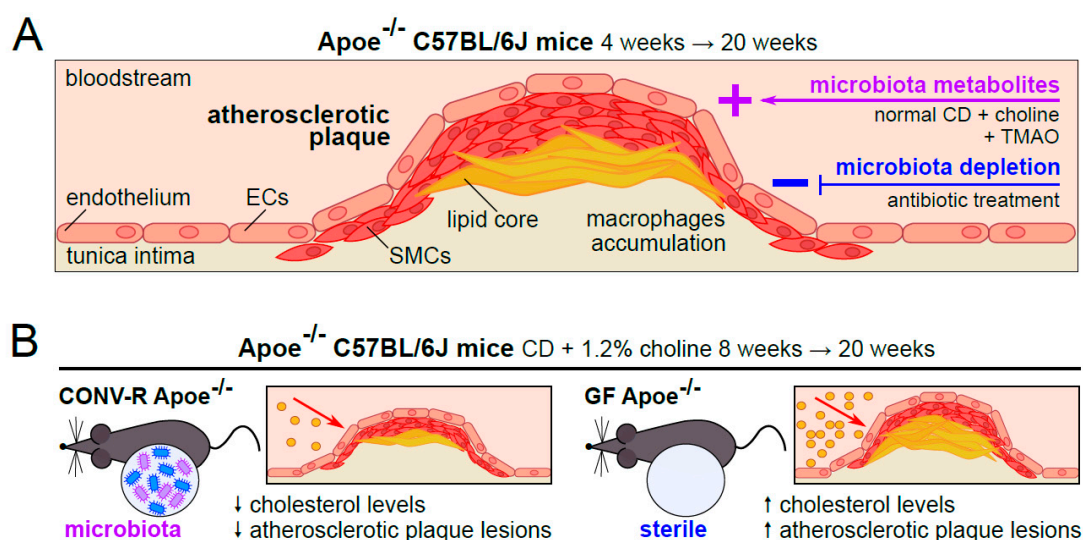 A
Apoe-/- C57BL/6J mice 4 weeks → 20 weeks
bloodstream
atherosclerotic
plaque
+
microbiota metabolites
normal CD + choline
+ TMAO
−
microbiota depletion
antibiotic treatment
endothelium
ECs
lipid core
macrophages
accumulation
tunica intima
SMCs
B
Apoe-/- C57BL/6J mice CD + 1.2% choline 8 weeks → 20 weeks
CONV-R Apoe-/-
microbiota
↓ cholesterol levels
↓ atherosclerotic plaque lesions
GF Apoe-/-
sterile
↑ cholesterol levels
↑ atherosclerotic plaque lesions